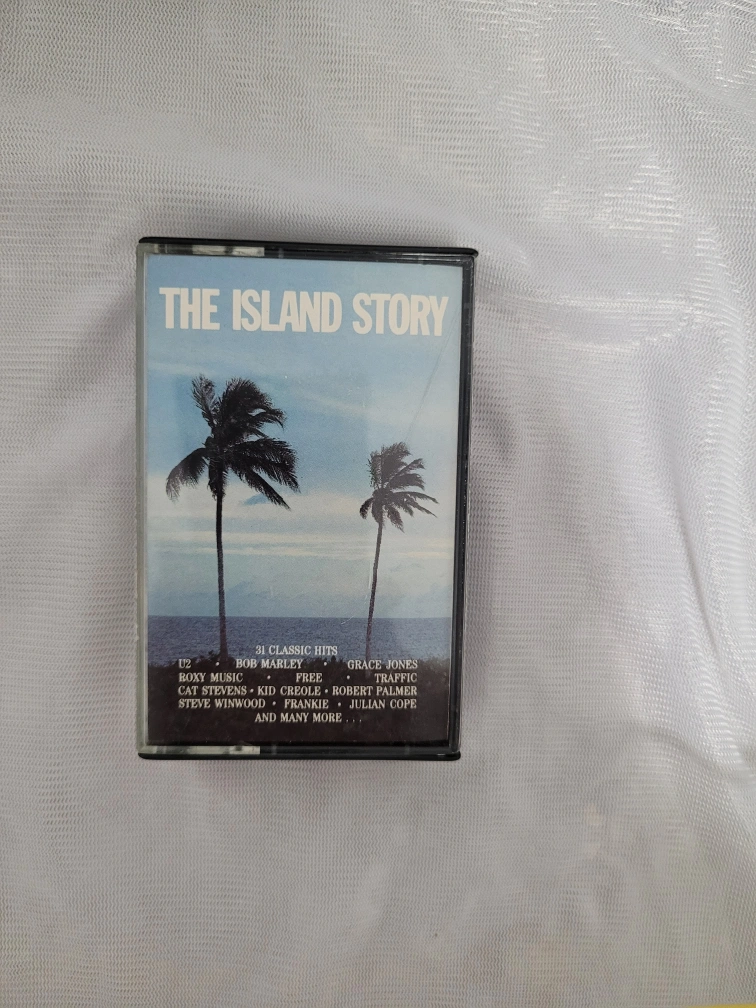 THE ISLAND STORY
31 CLASSIC HITS
U2 • BOB MARLEY • GRACE JONES
ROXY MUSIC • FREE • TRAFFIC
CAT STEVENS • KID CREOLE • ROBERT PALMER
STEVE WINWOOD • FRANKIE • JULIAN COPE
AND MANY MORE . . .